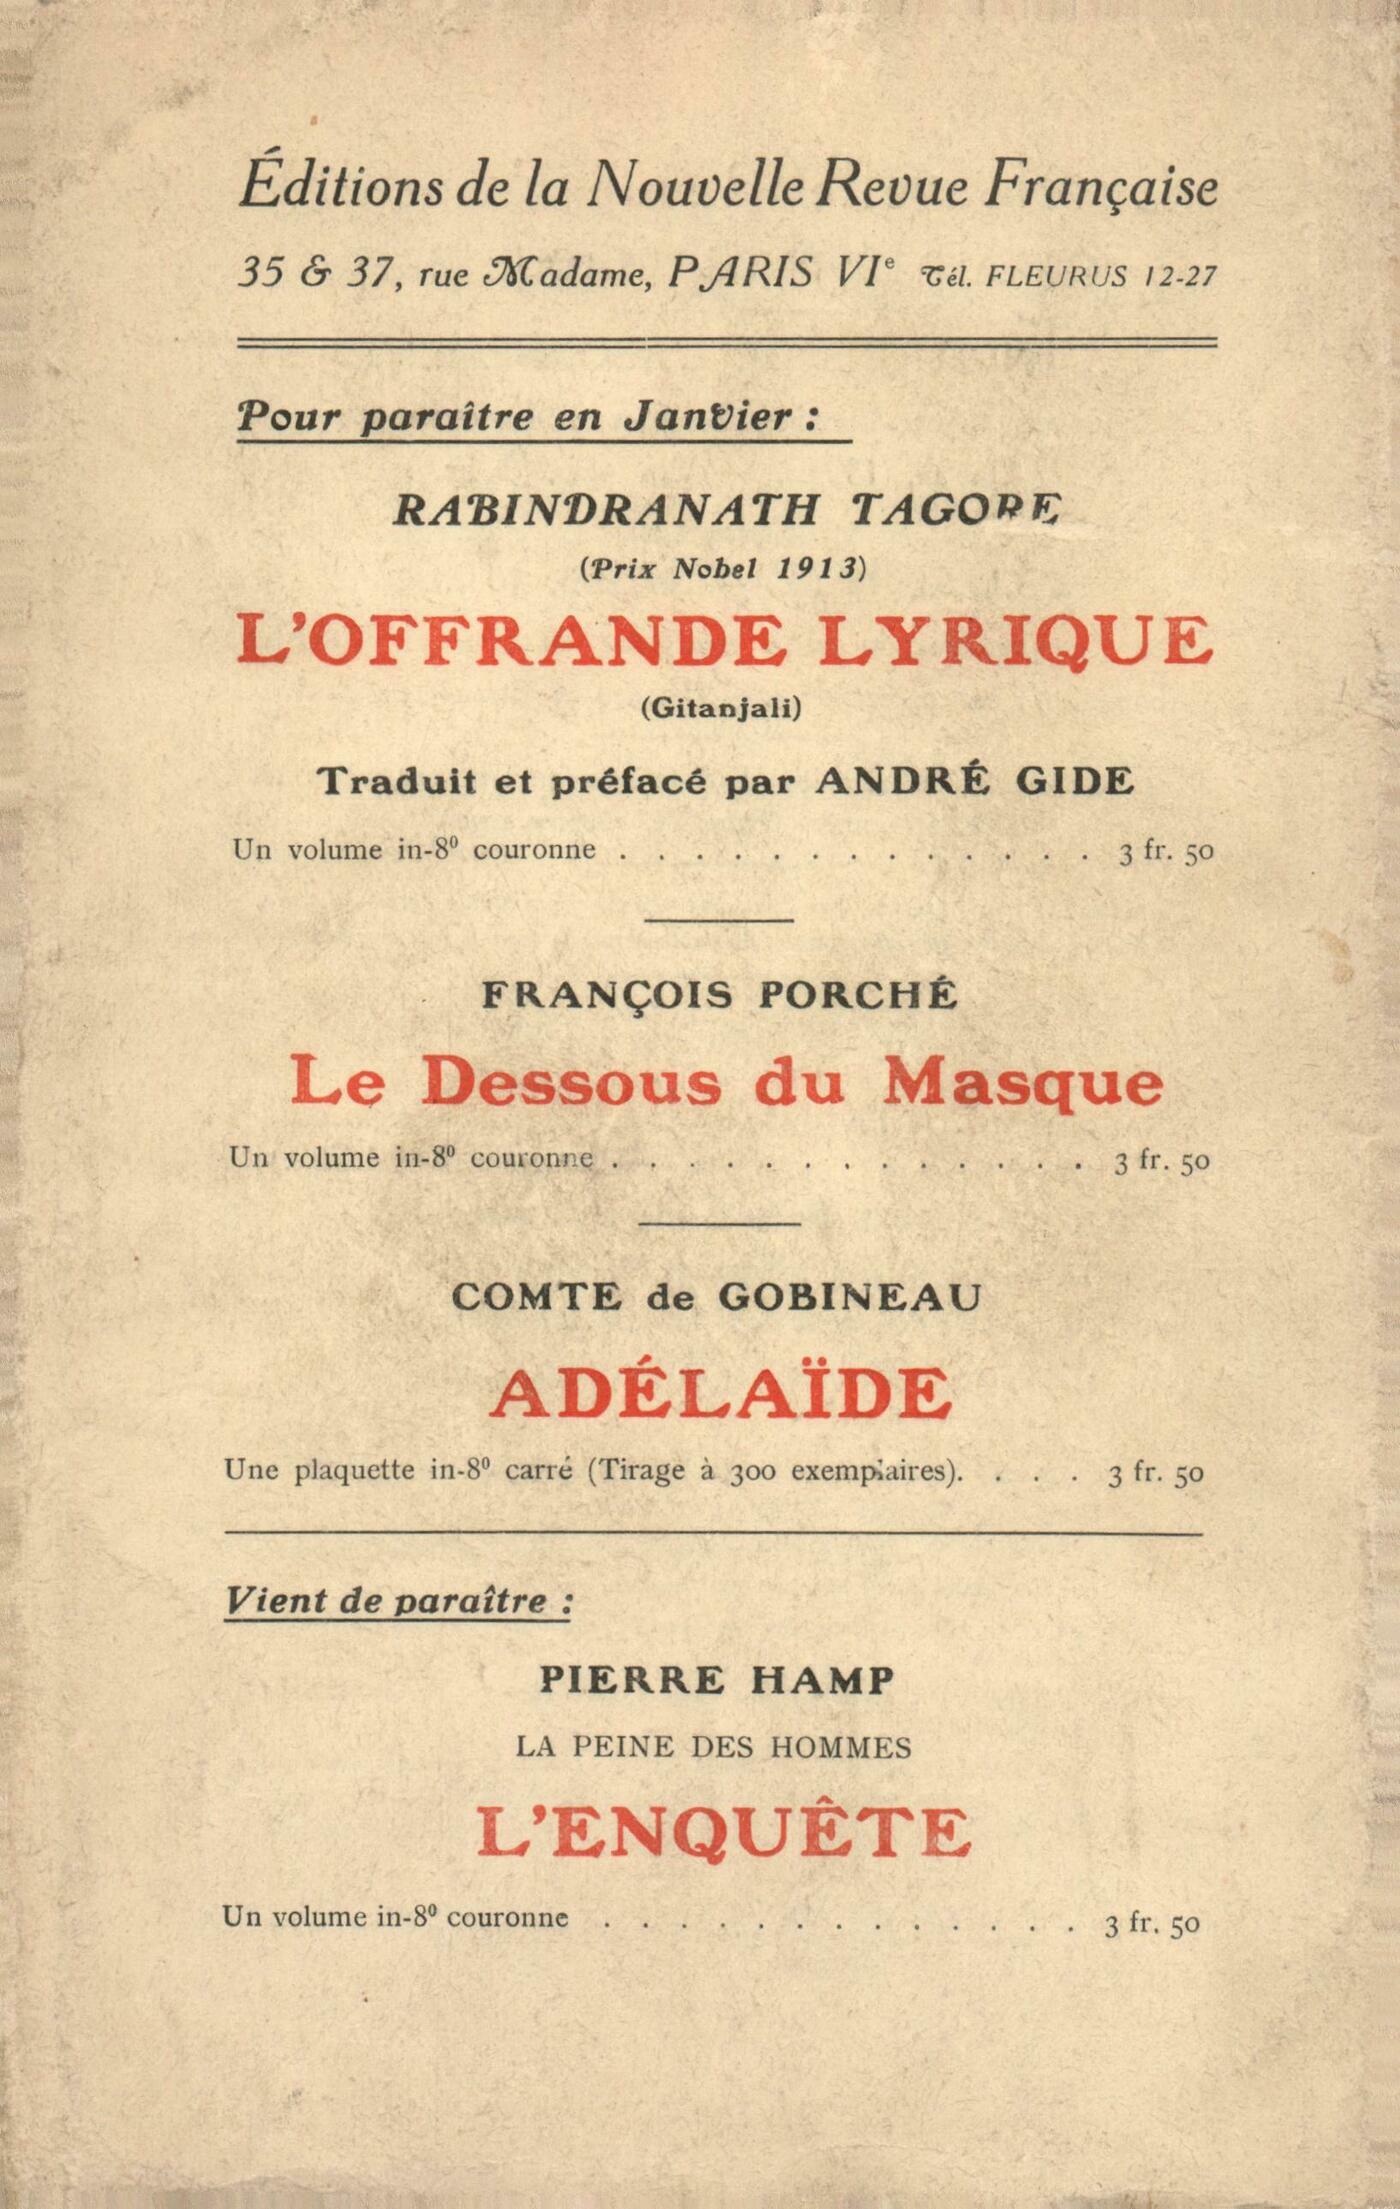 Éditions de la Nouvelle Revue Française
35 & 37, rue Madame, PARIS VIe Tél. FLEURUS 12-27
Pour paraître en Janvier :
RABINDRANATH TAGORE
(Prix Nobel 1913)
L'OFFRANDE LYRIQUE
(Gitanjali)
Traduit et préfacé par ANDRÉ GIDE
Un volume in-8⁰ couronne . . . . . . . . . . . . . 3 fr. 50
FRANÇOIS PORCHÉ
Le Dessous du Masque
Un volume in-8⁰ couronne . . . . . . . . . . . . . 3 fr. 50
COMTE de GOBINEAU
ADÉLAÏDE
Une plaquette in-8⁰ carré (Tirage à 300 exemplaires). . . . 3 fr. 50
Vient de paraître :
PIERRE HAMP
LA PEINE DES HOMMES
L'ENQUÊTE
Un volume in-8⁰ couronne . . . . . . . . . . . . . 3 fr. 50